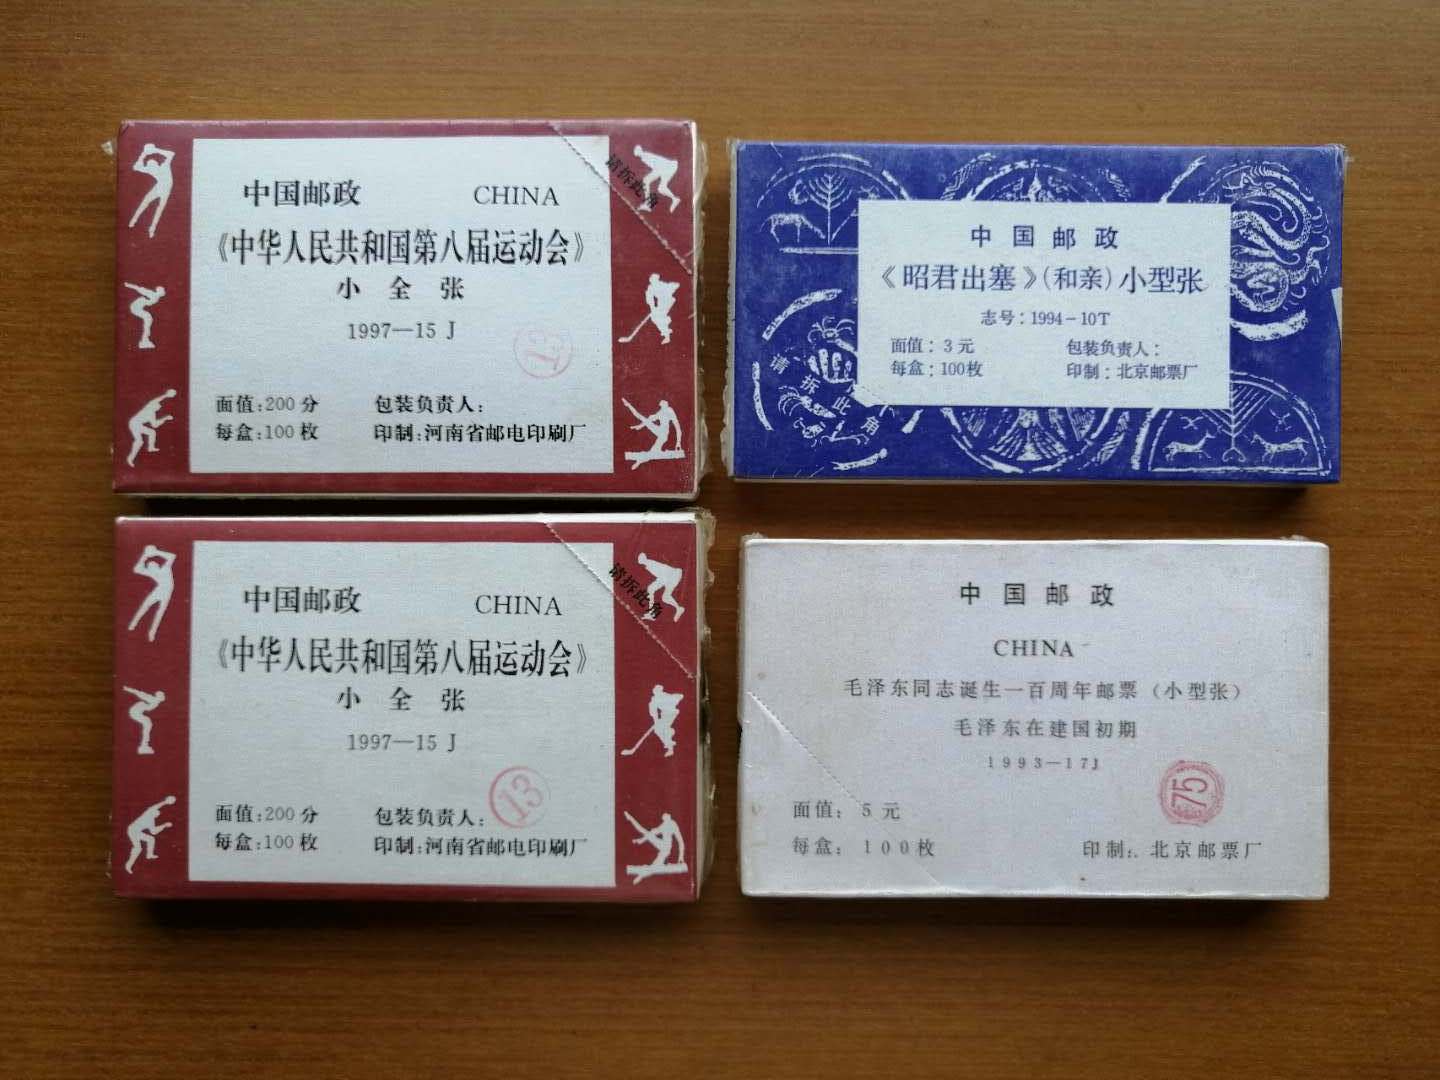 中国邮政 CHINA
《中华人民共和国第八届运动会》
小全张
1997—15 J
13
面值:200分 包装负责人:
每盒:100枚 印制:河南省邮电印刷厂
请拆此角
中国邮政
《昭君出塞》(和亲)小型张
志号:1994-10T
面值:3元 包装负责人:
每盒:100枚 印制:北京邮票厂
请拆此角
中国邮政 CHINA
《中华人民共和国第八届运动会》
小全张
1997—15 J
13
面值:200分 包装负责人:
每盒:100枚 印制:河南省邮电印刷厂
请拆此角
中国邮政
CHINA
毛泽东同志诞生一百周年邮票(小型张)
毛泽东在建国初期
1993-17J
75
面值: 5元
每盒: 100枚 印制: 北京邮票厂